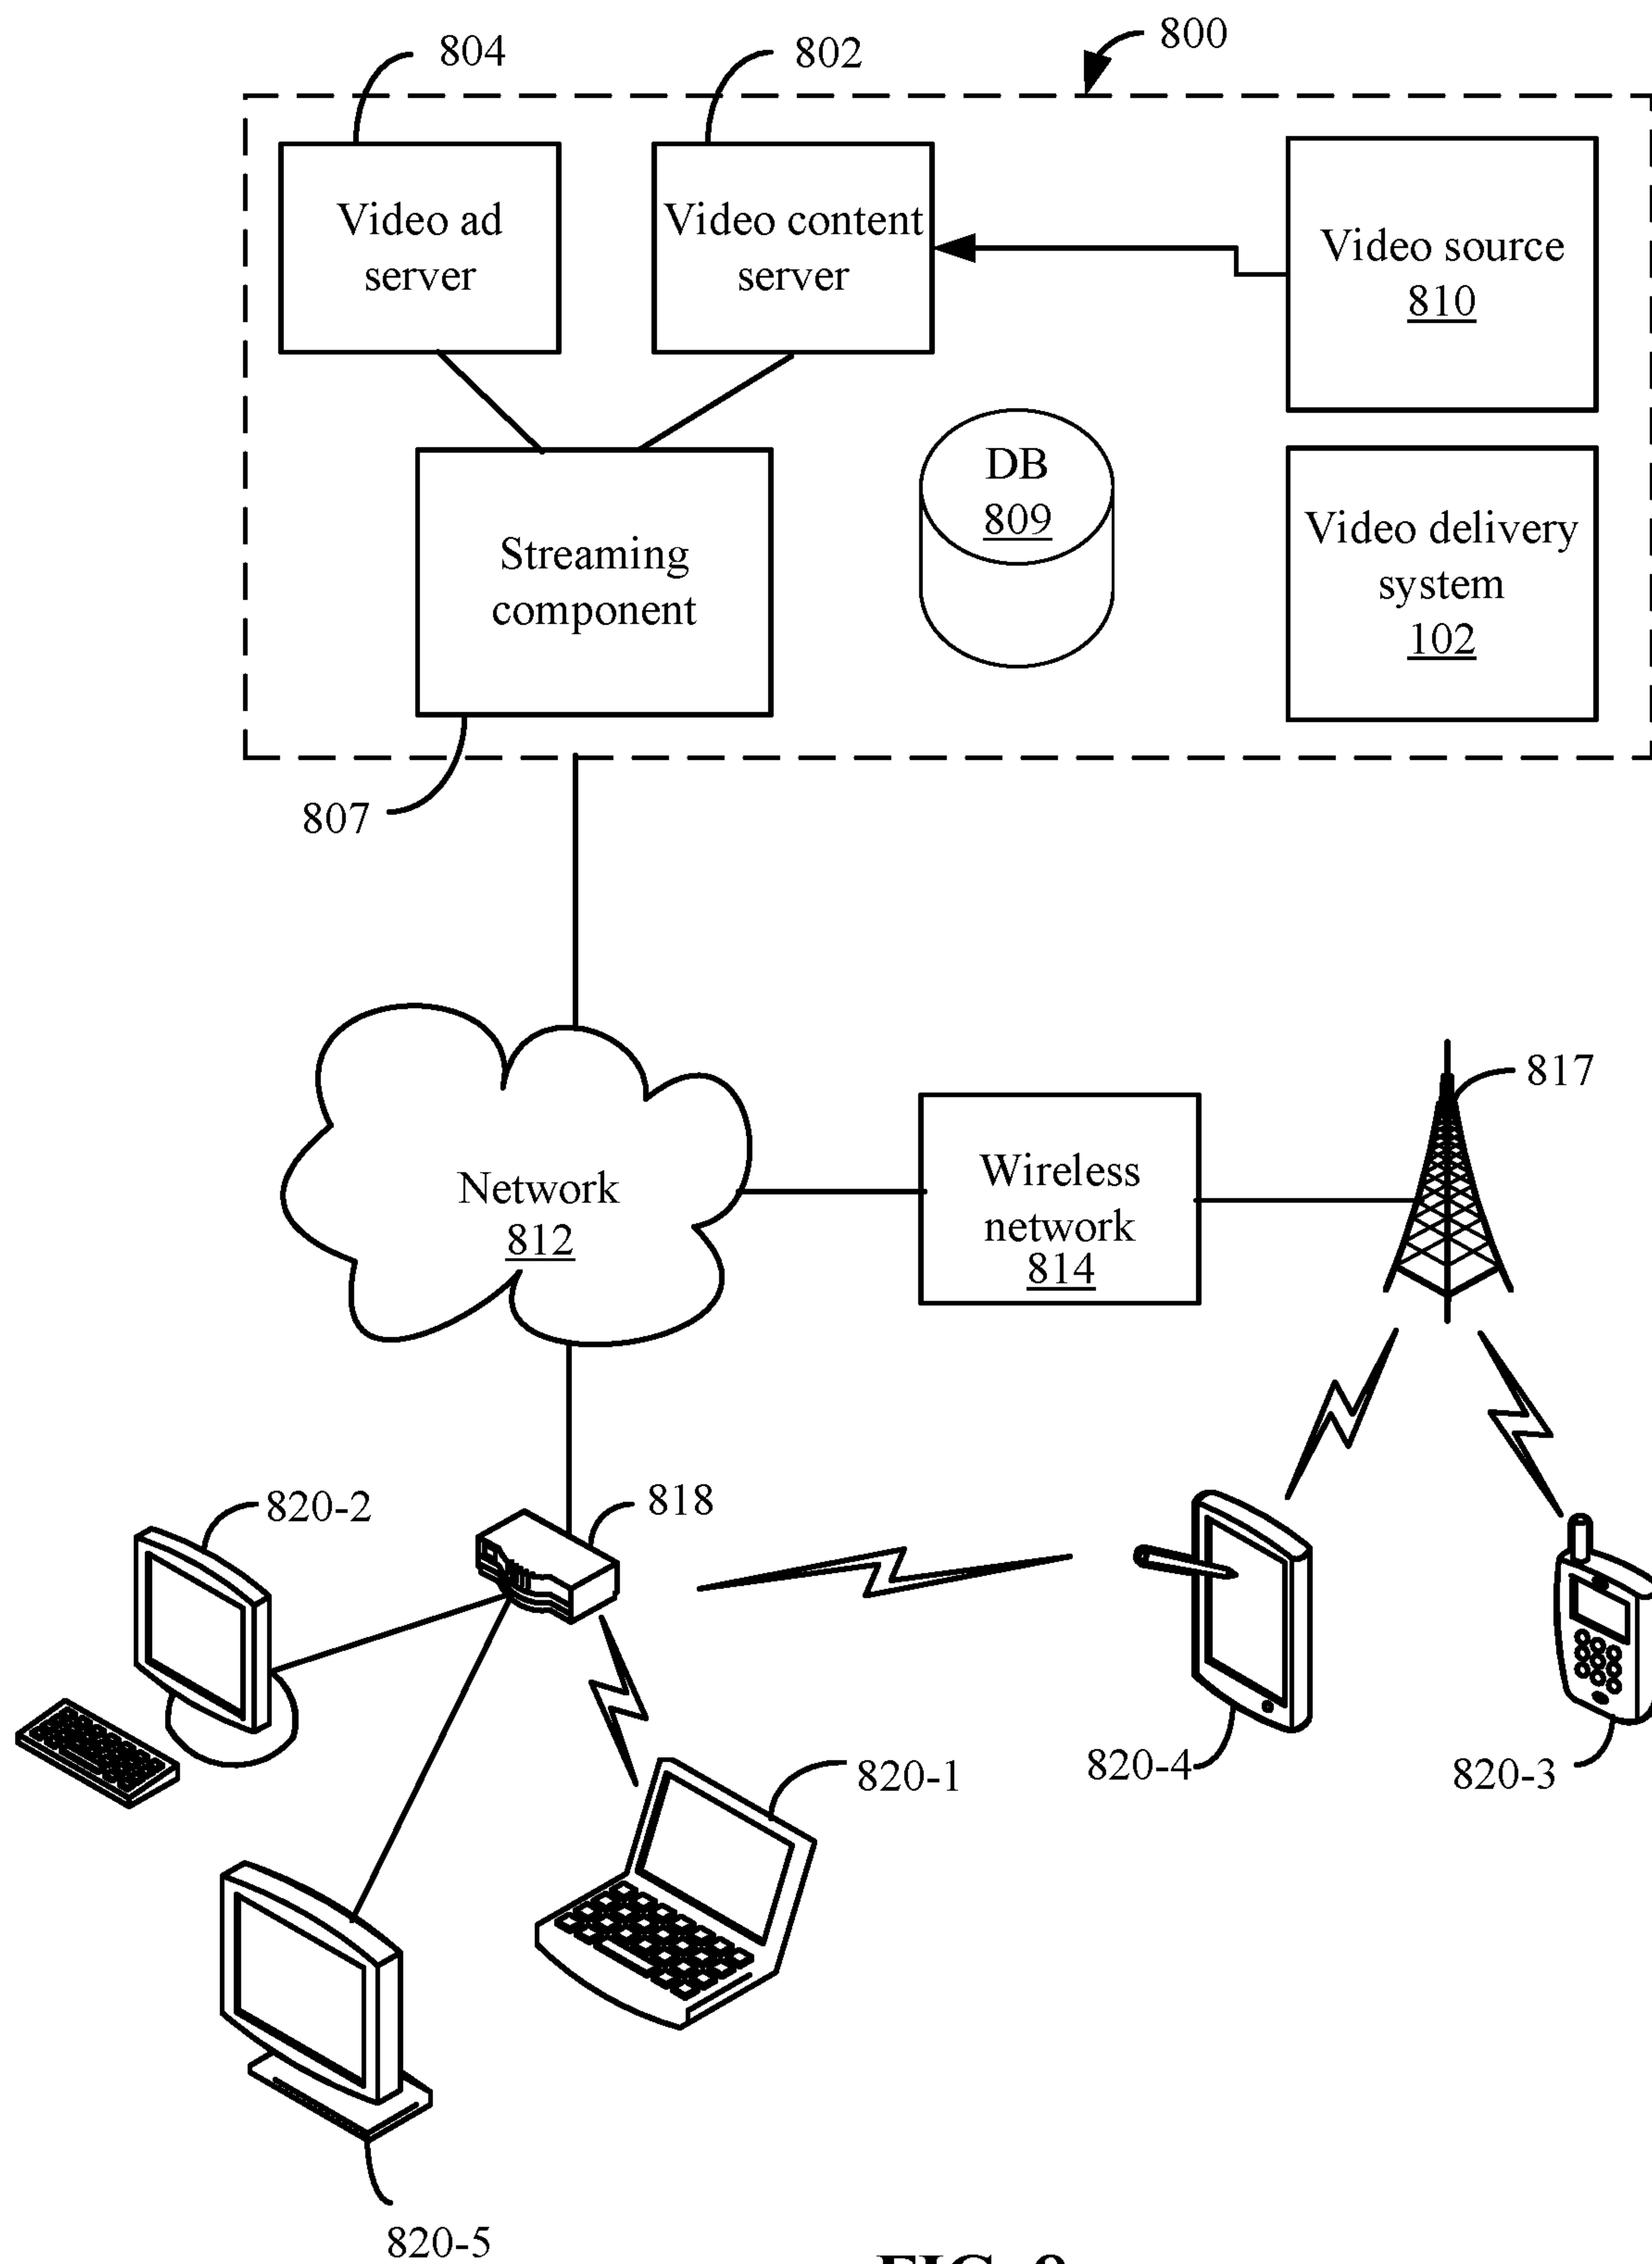 800
804
802
Video ad
server
Video content
server
Video source
810
DB
809
Streaming
component
Video delivery
system
102
807
817
Wireless
network
814
Network
812
820-2
818
820-4
820-3
820-1
820-5